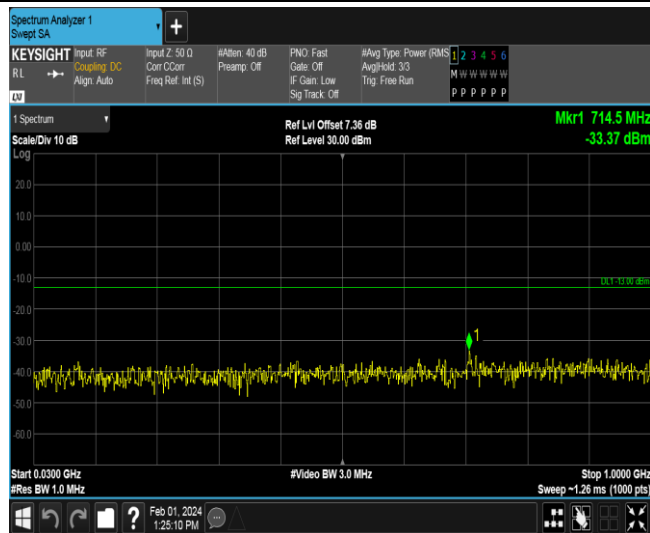 Spectrum Analyzer 1
Swept SA
+
KEYSIGHT
RL
Input: RF
Coupling: DC
Align: Auto
Input Z: 50 Ω
Corr CCorr
Freq Ref: Int (S)
#Atten: 40 dB
Preamp: Off
PNO: Fast
Gate: Off
IF Gain: Low
Sig Track: Off
#Avg Type: Power (RMS
Avg|Hold: 3/3
Trig: Free Run
1 2 3 4 5 6
M W W W W W
P P P P P P
1 Spectrum
Scale/Div 10 dB
Log
Ref Lvl Offset 7.36 dB
Ref Level 30.00 dBm
Mkr1 714.5 MHz
-33.37 dBm
20.0
10.0
0.00
-10.0
DL1 -13.00 dBm
-20.0
-30.0
1
-40.0
-50.0
-60.0
Start 0.0300 GHz
#Res BW 1.0 MHz
#Video BW 3.0 MHz
Stop 1.0000 GHz
Sweep ~1.26 ms (1000 pts)
?
Feb 01, 2024
1:25:10 PM